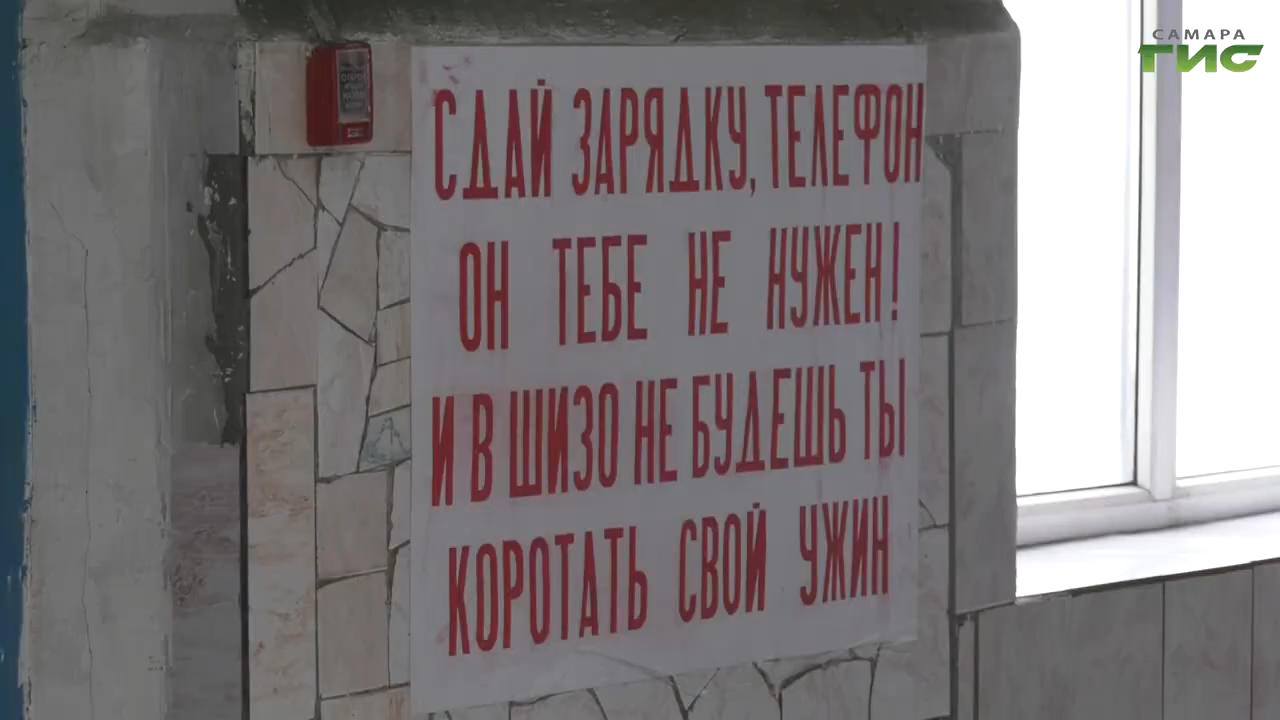 САМАРА
ГИС
СДАЙ ЗАРЯДКУ, ТЕЛЕФОН
ОН ТЕБЕ НЕ НУЖЕН!
И В ШИЗО НЕ БУДЕШЬ ТЫ
КОРОТАТЬ СВОЙ УЖИН